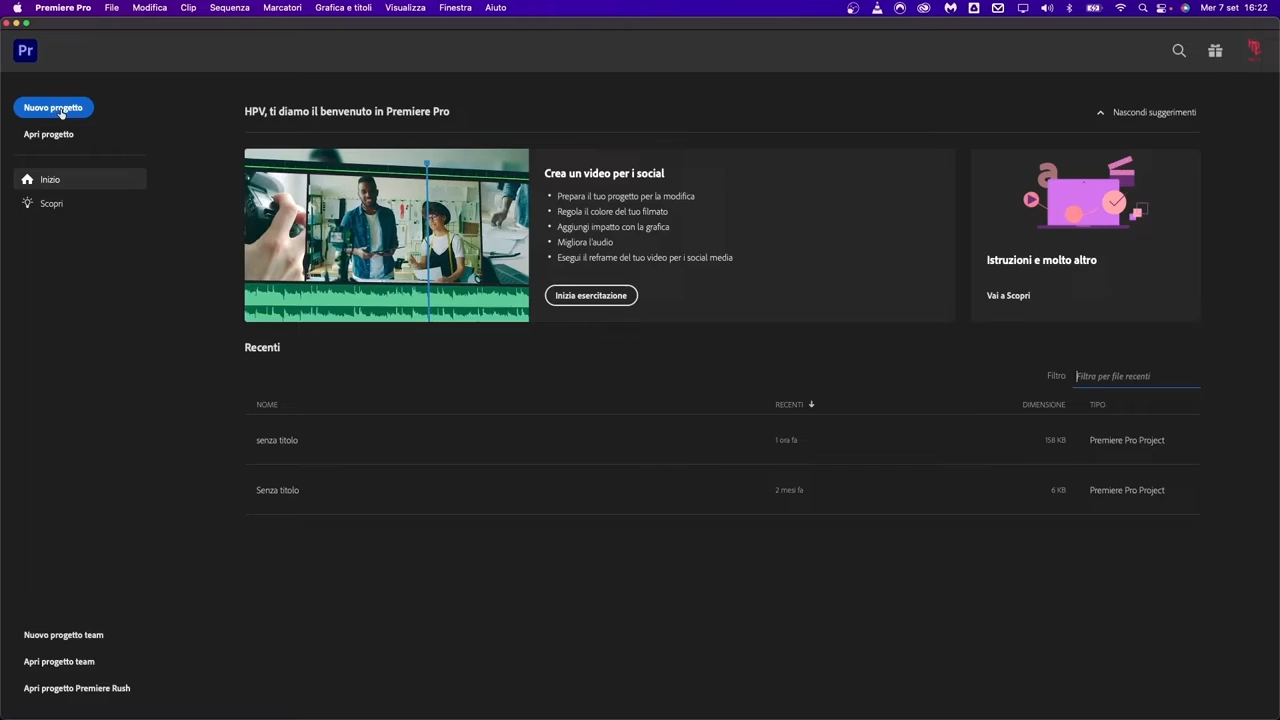 Premiere Pro File Modifica Clip Sequenza Marcatori Grafica e titoli Visualizza Finestra Aiuto Mer 7 set 16:22
Pr
Nuovo progetto
Apri progetto
Inizio
Scopri
HPV, ti diamo il benvenuto in Premiere Pro
Nascondi suggerimenti
Crea un video per i social
• Prepara il tuo progetto per la modifica
• Regola il colore del tuo filmato
• Aggiungi impatto con la grafica
• Migliora l'audio
• Esegui il reframe del tuo video per i social media
Inizia esercitazione
Istruzioni e molto altro
Vai a Scopri
Recenti
Filtro Filtra per file recenti
NOME RECENTI DIMENSIONE TIPO
senza titolo 1 ora fa 158 KB Premiere Pro Project
Senza titolo 2 mesi fa 6 KB Premiere Pro Project
Nuovo progetto team
Apri progetto team
Apri progetto Premiere Rush